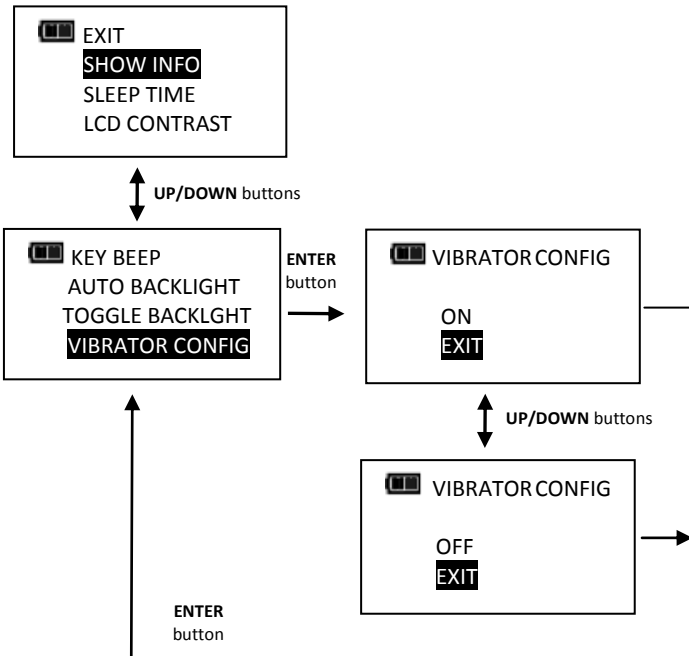 EXIT
SHOW INFO
SLEEP TIME
LCD CONTRAST
UP/DOWN buttons
KEY BEEP
AUTO BACKLIGHT
TOGGLE BACKLGHT
VIBRATOR CONFIG
ENTER
button
VIBRATOR CONFIG
ON
EXIT
UP/DOWN buttons
VIBRATOR CONFIG
OFF
EXIT
ENTER
button